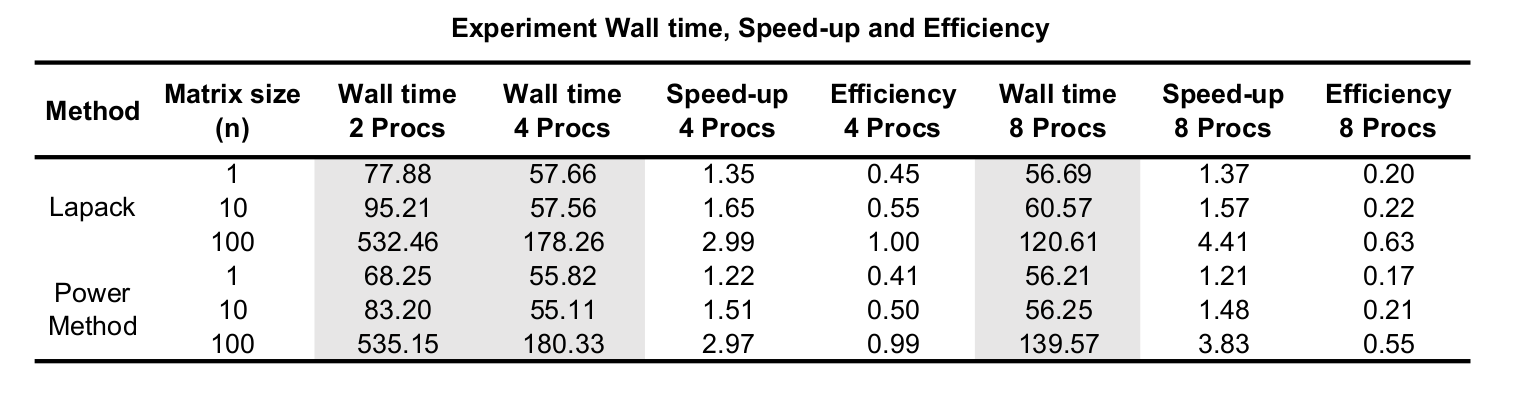 Experiment Wall time, Speed-up and Efficiency
Method Matrix size (n) Wall time 2 Procs Wall time 4 Procs Speed-up 4 Procs Efficiency 4 Procs Wall time 8 Procs Speed-up 8 Procs Efficiency 8 Procs
Lapack 1 77.88 57.66 1.35 0.45 56.69 1.37 0.20
10 95.21 57.56 1.65 0.55 60.57 1.57 0.22
100 532.46 178.26 2.99 1.00 120.61 4.41 0.63
Power Method 1 68.25 55.82 1.22 0.41 56.21 1.21 0.17
10 83.20 55.11 1.51 0.50 56.25 1.48 0.21
100 535.15 180.33 2.97 0.99 139.57 3.83 0.55